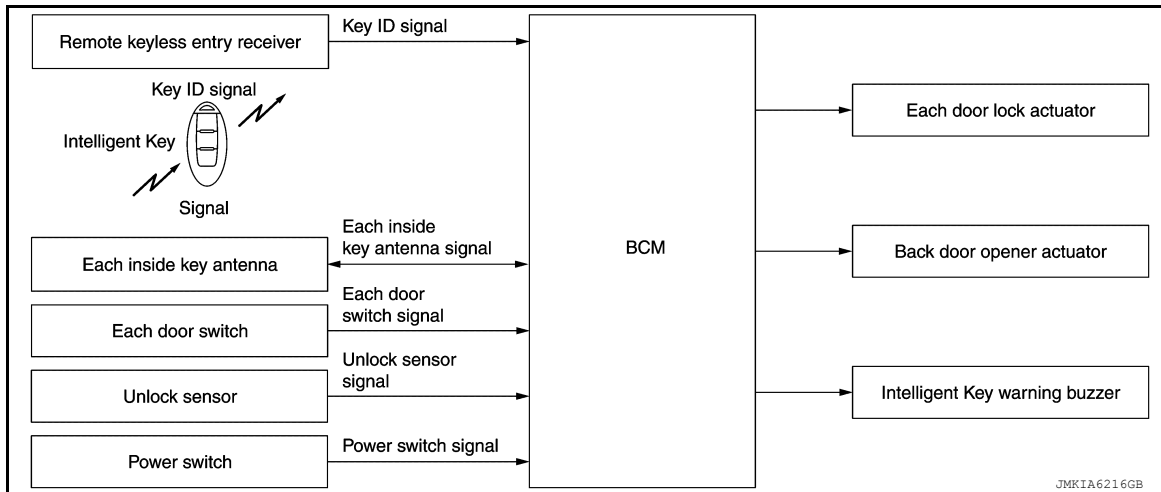 Remote keyless entry receiver
Key ID signal
Key ID signal
Intelligent Key
Signal
Each inside key antenna
Each inside
key antenna signal
Each door switch
Each door
switch signal
Unlock sensor
Unlock sensor
signal
Power switch
Power switch signal
BCM
Each door lock actuator
Back door opener actuator
Intelligent Key warning buzzer
JMKIA6216GB